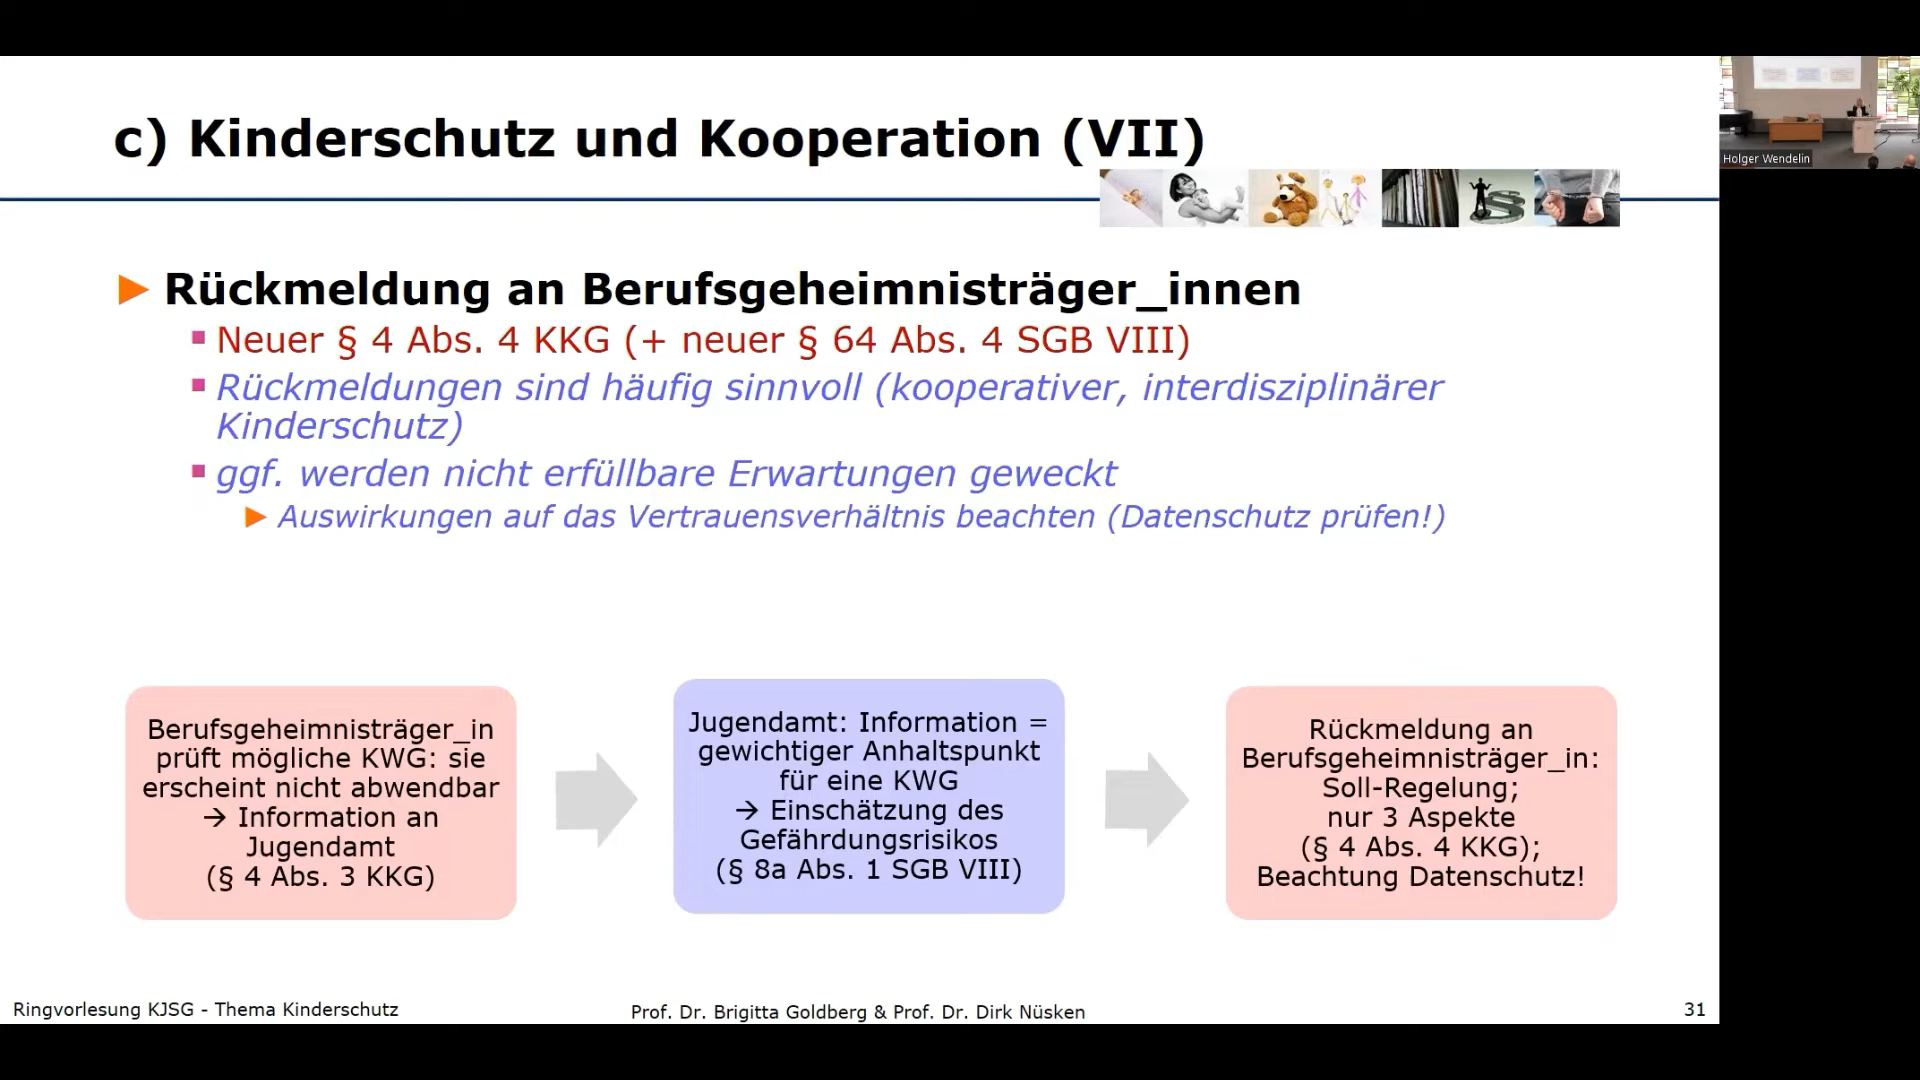 c) Kinderschutz und Kooperation (VII)
Holger Wendelin
Rückmeldung an Berufsgeheimnisträger_innen
Neuer § 4 Abs. 4 KKG (+ neuer § 64 Abs. 4 SGB VIII)
Rückmeldungen sind häufig sinnvoll (kooperativer, interdisziplinärer
Kinderschutz)
ggf. werden nicht erfüllbare Erwartungen geweckt
Auswirkungen auf das Vertrauensverhältnis beachten (Datenschutz prüfen!)
Berufsgeheimnisträger_in
prüft mögliche KWG: sie
erscheint nicht abwendbar
→ Information an
Jugendamt
(§ 4 Abs. 3 KKG)
Jugendamt: Information =
gewichtiger Anhaltspunkt
für eine KWG
→ Einschätzung des
Gefährdungsrisikos
(§ 8a Abs. 1 SGB VIII)
Rückmeldung an
Berufsgeheimnisträger_in:
Soll-Regelung;
nur 3 Aspekte
(§ 4 Abs. 4 KKG);
Beachtung Datenschutz!
Ringvorlesung KJSG - Thema Kinderschutz
Prof. Dr. Brigitta Goldberg & Prof. Dr. Dirk Nüsken
31